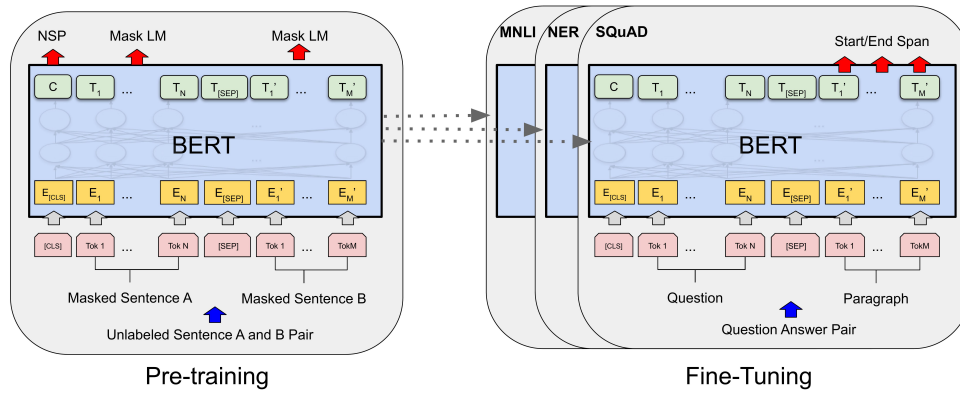 NSP Mask LM Mask LM
C T1 ... TN T[SEP] T1’ ... TM’
BERT
E[CLS] E1 ... EN E[SEP] E1’ ... EM’
[CLS] Tok 1 ... Tok N [SEP] Tok 1 ... TokM
Masked Sentence A Masked Sentence B
Unlabeled Sentence A and B Pair
Pre-training
MNLI NER SQuAD
Start/End Span
C T1 ... TN T[SEP] T1’ ... TM’
BERT
E[CLS] E1 ... EN E[SEP] E1’ ... EM’
[CLS] Tok 1 ... Tok N [SEP] Tok 1 ... TokM
Question Paragraph
Question Answer Pair
Fine-Tuning